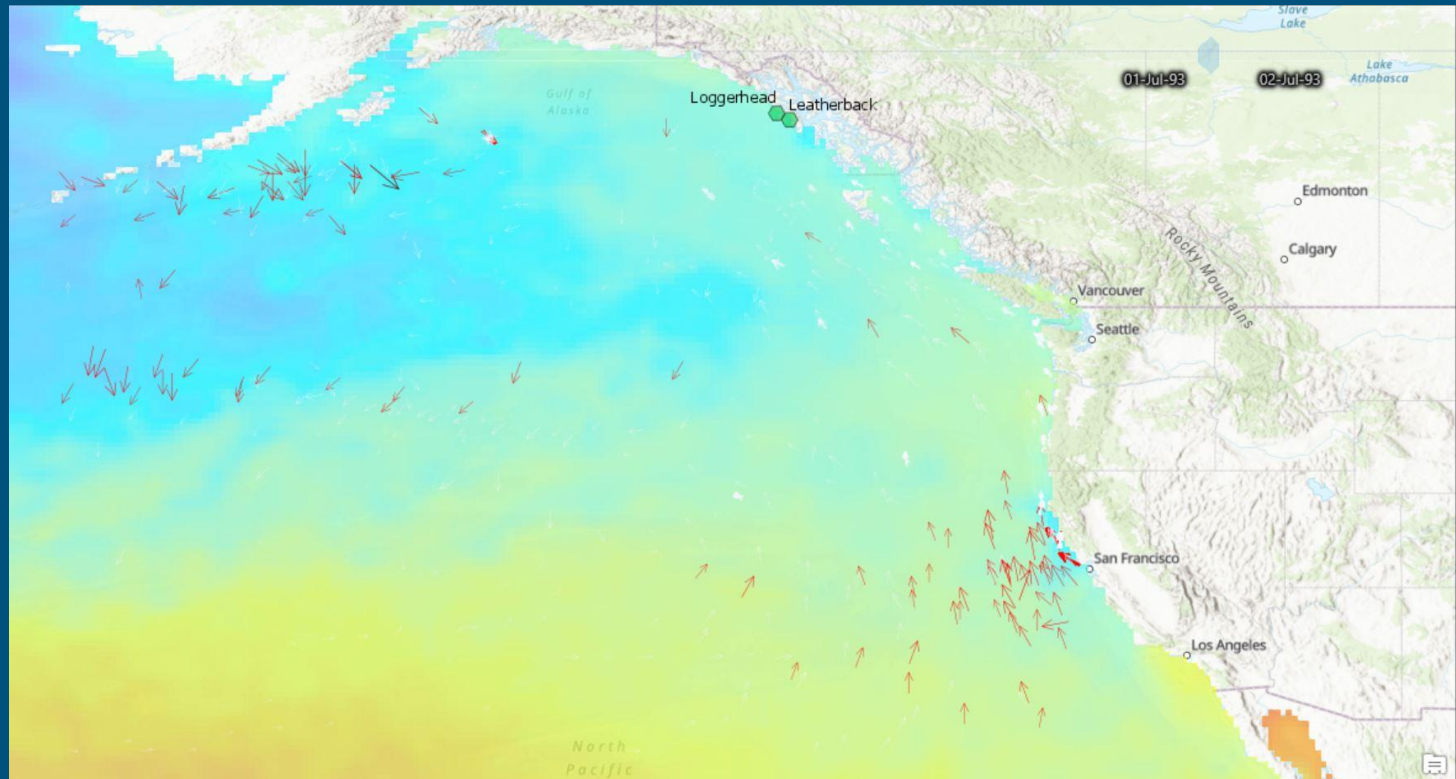 Slave
Lake
Lake
Athabasca
01-Jul-93
02-Jul-93
Gulf of
Alaska
Loggerhead
Leatherback
Edmonton
Calgary
Rocky Mountains
Vancouver
Seattle
San Francisco
Los Angeles
North
Pacific